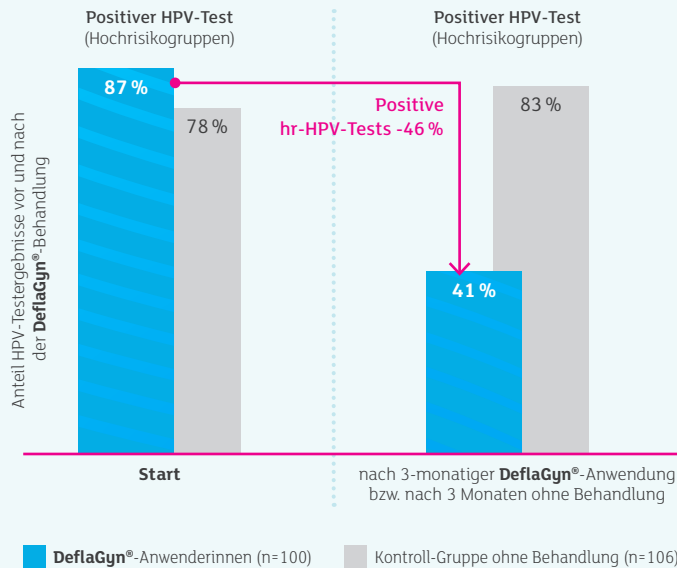 Positiver HPV-Test
(Hochrisikogruppen)
Positiver HPV-Test
(Hochrisikogruppen)
87 %
78 %
Positive
hr-HPV-Tests -46 %
83 %
41 %
Anteil HPV-Testergebnisse vor und nach
der DeflaGyn®-Behandlung
Start
nach 3-monatiger DeflaGyn®-Anwendung
bzw. nach 3 Monaten ohne Behandlung
DeflaGyn®-Anwenderinnen (n=100)
Kontroll-Gruppe ohne Behandlung (n=106)